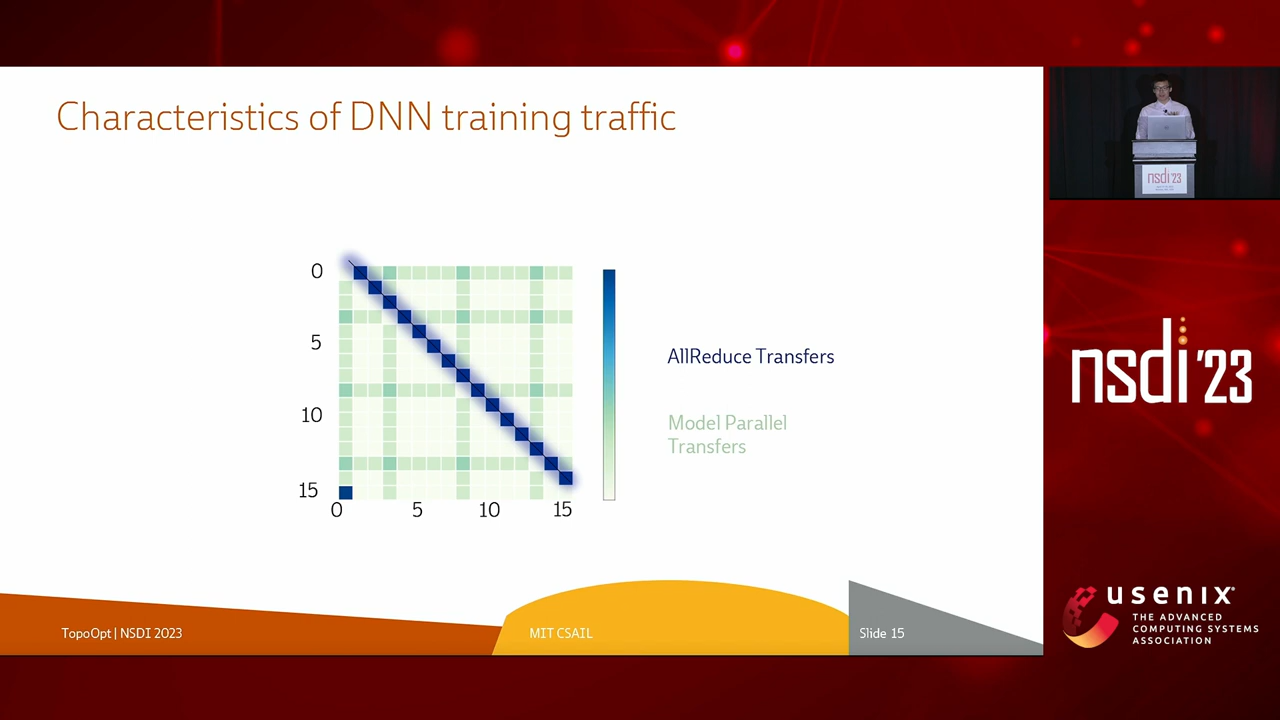 Characteristics of DNN training traffic
0
5
10
15
0
5
10
15
AllReduce Transfers
Model Parallel
Transfers
TopoOpt | NSDI 2023
MIT CSAIL
Slide 15
nsdi '23
nsdi '23
usenix
THE ADVANCED
COMPUTING SYSTEMS
ASSOCIATION